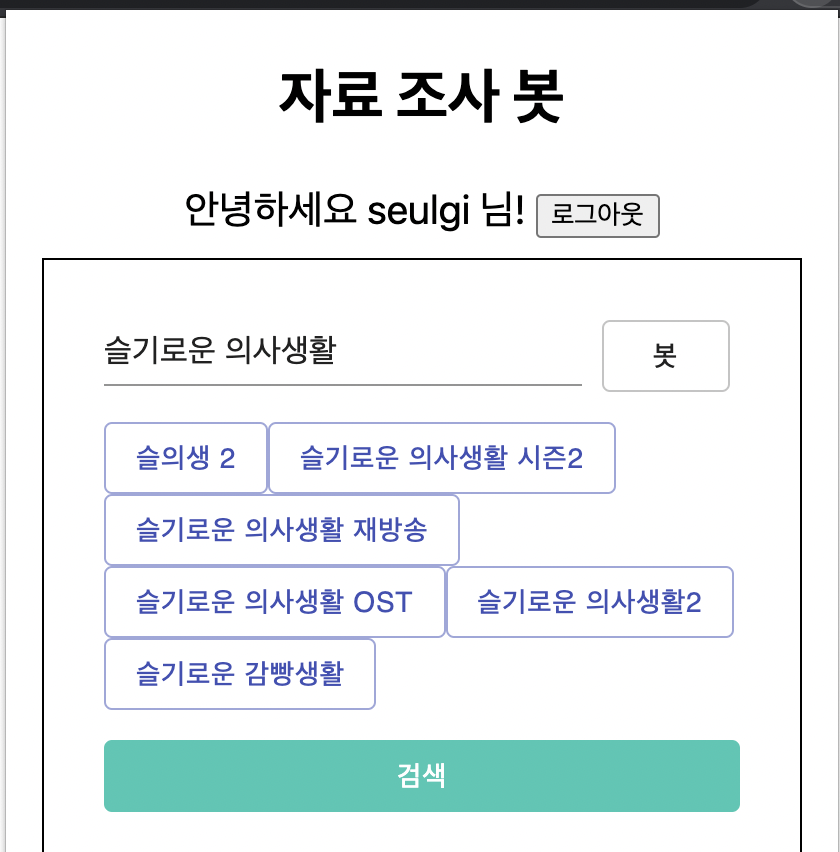 자료 조사 봇
안녕하세요 seulgi 님! 로그아웃
슬기로운 의사생활 봇
슬의생 2 슬기로운 의사생활 시즌2
슬기로운 의사생활 재방송
슬기로운 의사생활 OST 슬기로운 의사생활2
슬기로운 감빵생활
검색